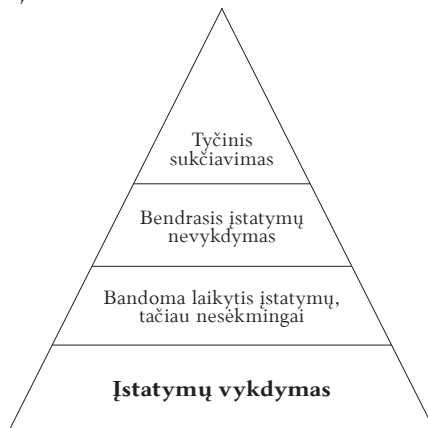 Tyčinis
sukčiavimas
Bendrasis įstatymų
nevykdymas
Bandoma laikytis įstatymų,
tačiau nesėkmingai
Įstatymų vykdymas